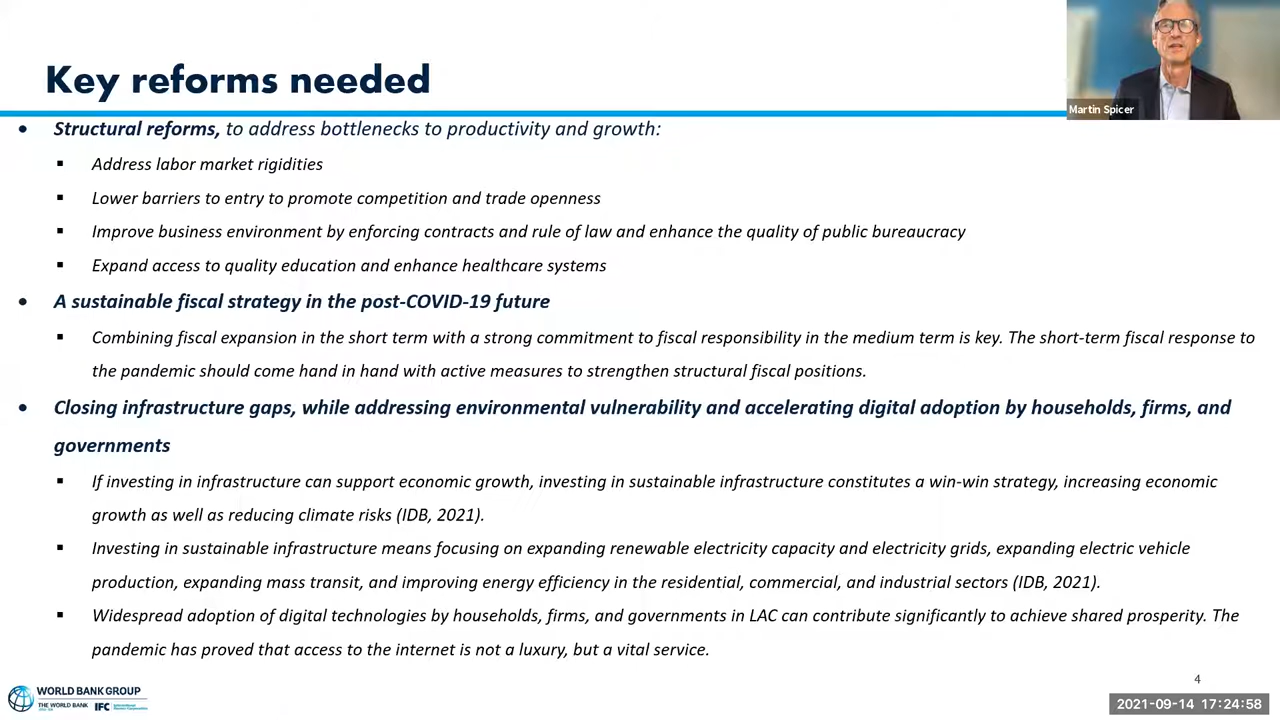 Key reforms needed
Martin Spicer
• Structural reforms, to address bottlenecks to productivity and growth:
▪ Address labor market rigidities
▪ Lower barriers to entry to promote competition and trade openness
▪ Improve business environment by enforcing contracts and rule of law and enhance the quality of public bureaucracy
▪ Expand access to quality education and enhance healthcare systems
• A sustainable fiscal strategy in the post-COVID-19 future
▪ Combining fiscal expansion in the short term with a strong commitment to fiscal responsibility in the medium term is key. The short-term fiscal response to
the pandemic should come hand in hand with active measures to strengthen structural fiscal positions.
• Closing infrastructure gaps, while addressing environmental vulnerability and accelerating digital adoption by households, firms, and
governments
▪ If investing in infrastructure can support economic growth, investing in sustainable infrastructure constitutes a win-win strategy, increasing economic
growth as well as reducing climate risks (IDB, 2021).
▪ Investing in sustainable infrastructure means focusing on expanding renewable electricity capacity and electricity grids, expanding electric vehicle
production, expanding mass transit, and improving energy efficiency in the residential, commercial, and industrial sectors (IDB, 2021).
▪ Widespread adoption of digital technologies by households, firms, and governments in LAC can contribute significantly to achieve shared prosperity. The
pandemic has proved that access to the internet is not a luxury, but a vital service.
4
WORLD BANK GROUP
THE WORLD BANK IFC International Finance Corporation
2021-09-14 17:24:58